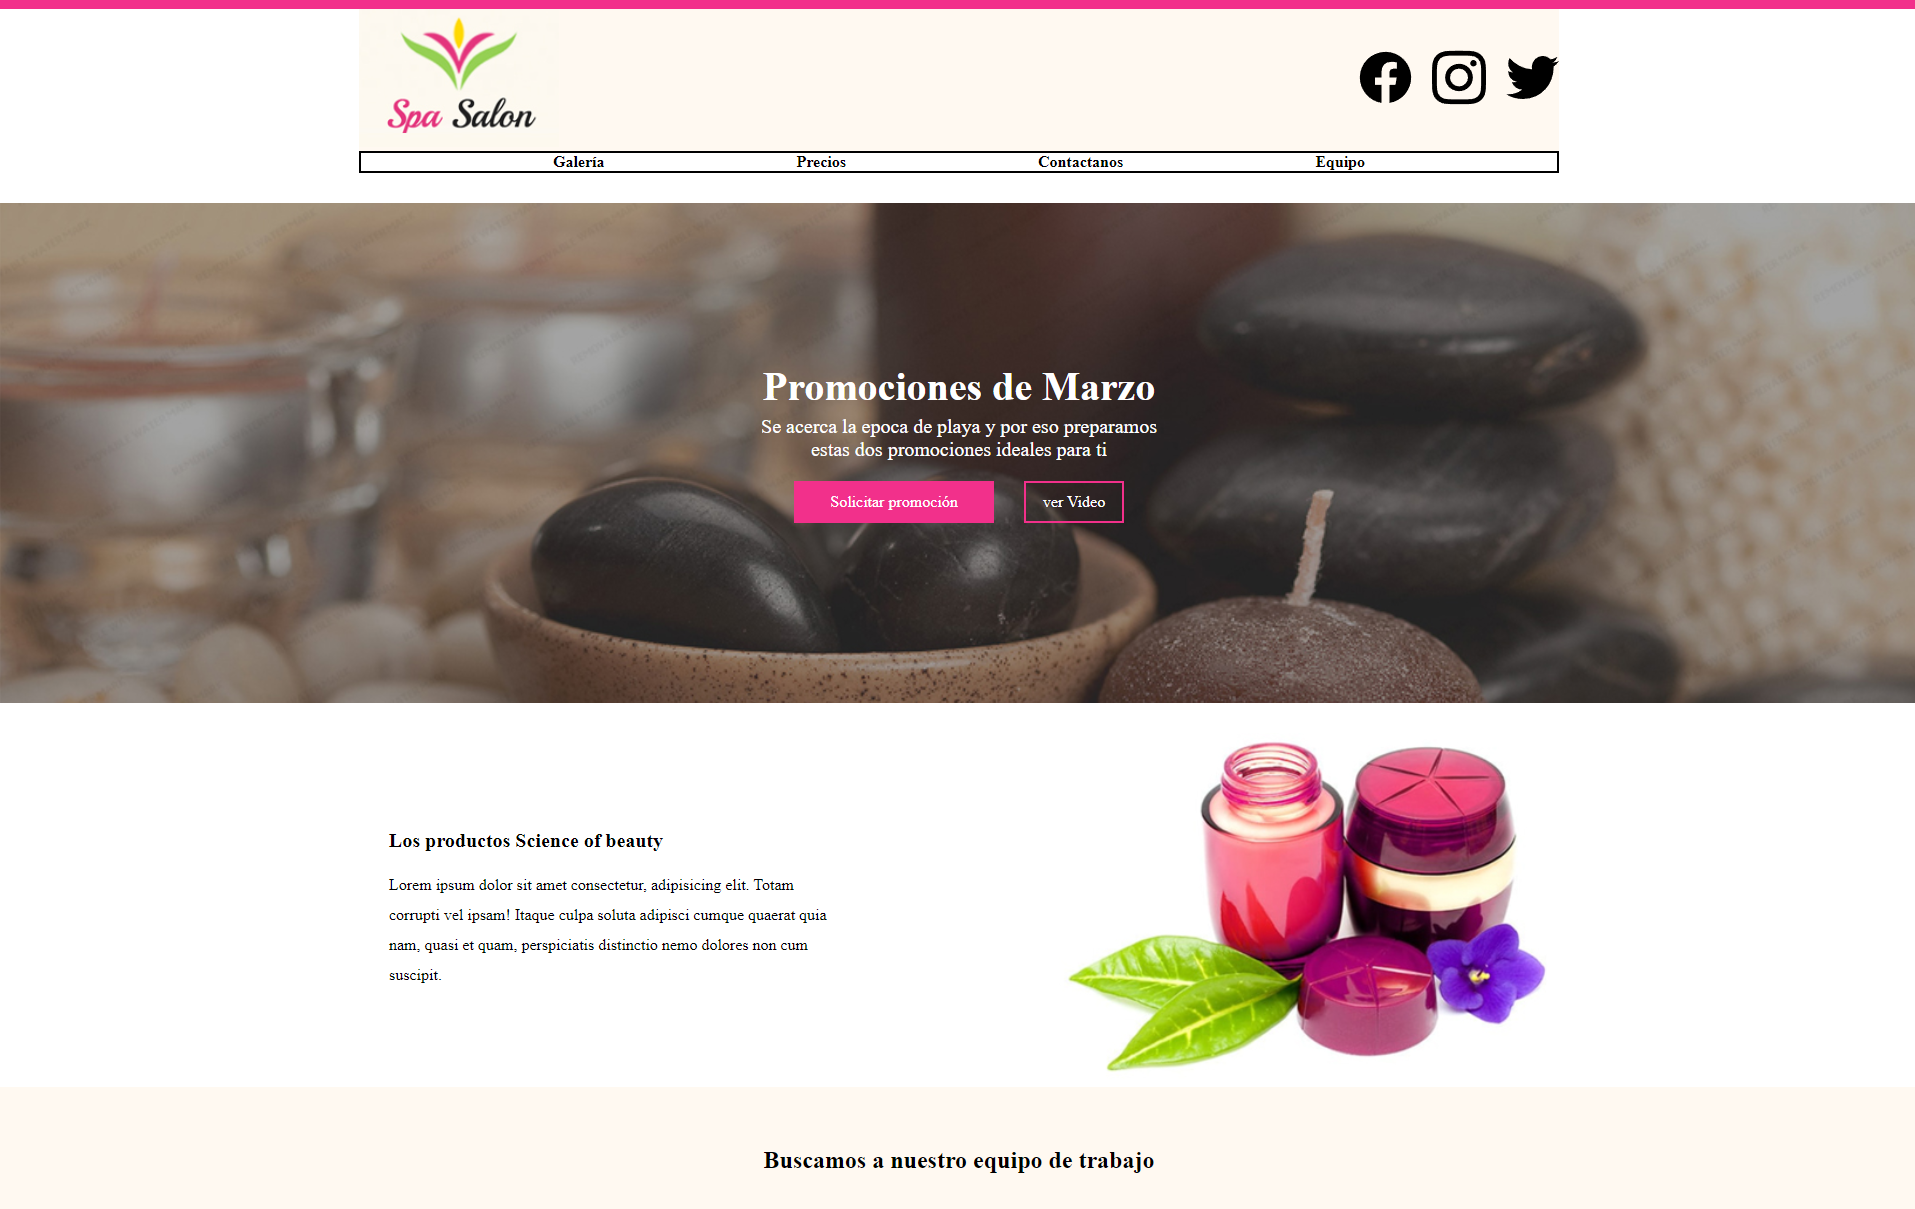 Spa Salon
Galería Precios Contactanos Equipo
Promociones de Marzo
Se acerca la epoca de playa y por eso preparamos
estas dos promociones ideales para ti
Solicitar promoción ver Video
Los productos Science of beauty
Lorem ipsum dolor sit amet consectetur, adipisicing elit. Totam
corrupti vel ipsam! Itaque culpa soluta adipisci cumque quaerat quia
nam, quasi et quam, perspiciatis distinctio nemo dolores non cum
suscipit.
Buscamos a nuestro equipo de trabajo